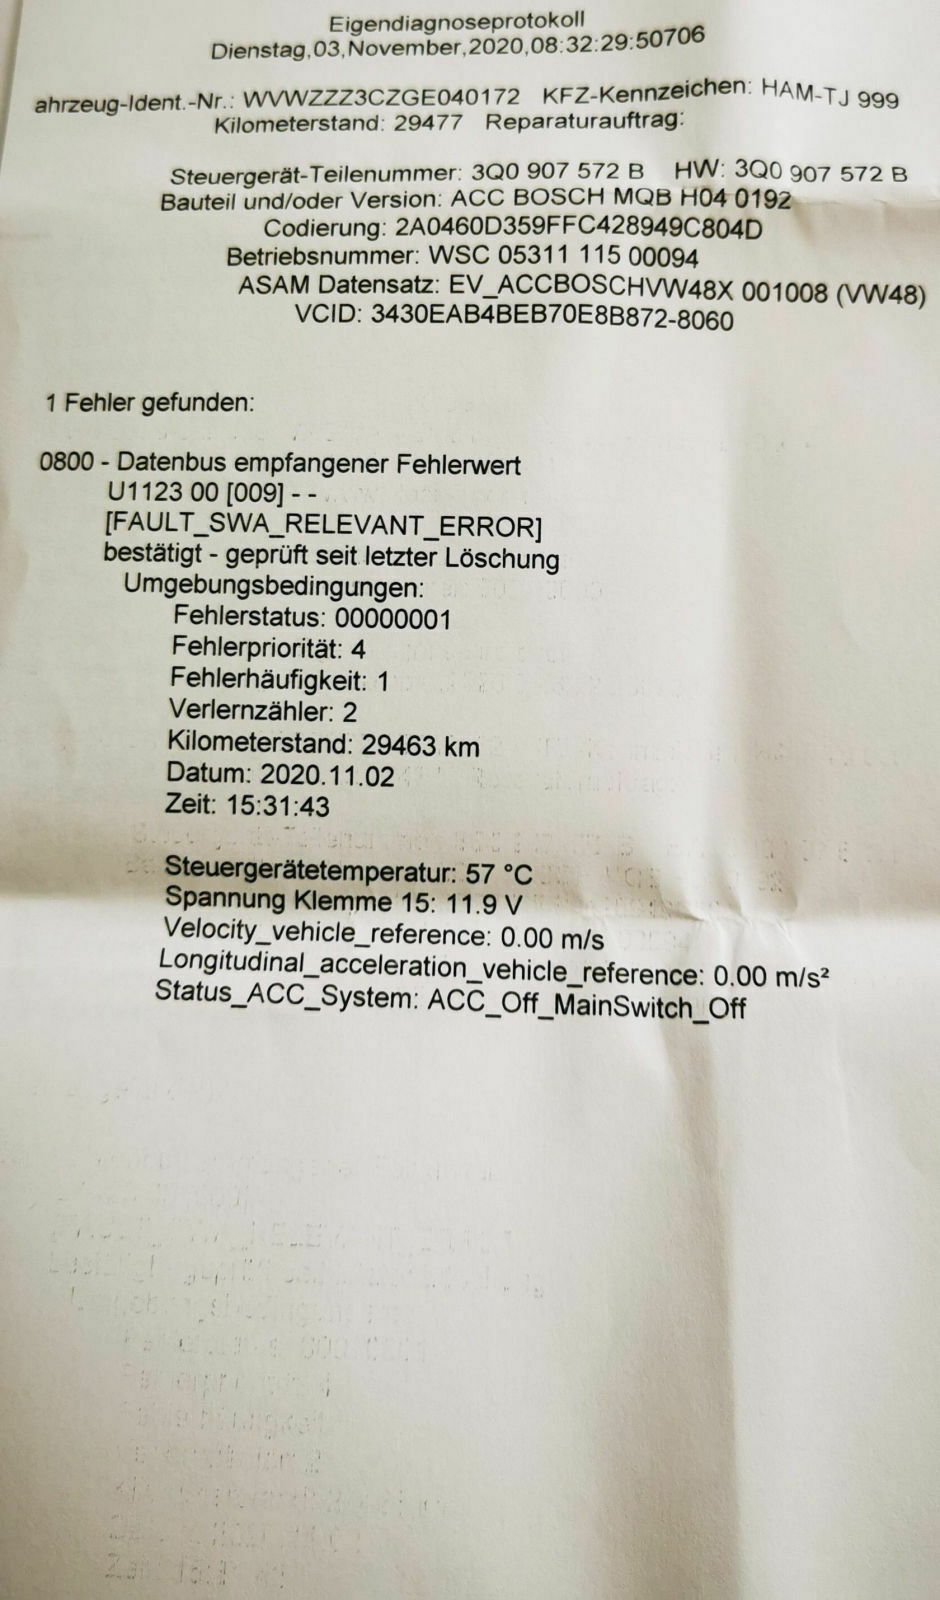 Eigendiagnoseprotokoll
Dienstag,03,November,2020,08:32:29:50706
ahrzeug-Ident.-Nr.: WVWZZZ3CZGE040172 KFZ-Kennzeichen: HAM-TJ 999
Kilometerstand: 29477 Reparaturauftrag:
Steuergerät-Teilenummer: 3Q0 907 572 B HW: 3Q0 907 572 B
Bauteil und/oder Version: ACC BOSCH MQB H04 0192
Codierung: 2A0460D359FFC428949C804D
Betriebsnummer: WSC 05311 115 00094
ASAM Datensatz: EV_ACCBOSCHVW48X 001008 (VW48)
VCID: 3430EAB4BEB70E8B872-8060
1 Fehler gefunden:
0800 - Datenbus empfangener Fehlerwert
U1123 00 [009] - -
[FAULT_SWA_RELEVANT_ERROR]
bestätigt - geprüft seit letzter Löschung
Umgebungsbedingungen:
Fehlerstatus: 00000001
Fehlerpriorität: 4
Fehlerhäufigkeit: 1
Verlernzähler: 2
Kilometerstand: 29463 km
Datum: 2020.11.02
Zeit: 15:31:43
Steuergerätetemperatur: 57 °C
Spannung Klemme 15: 11.9 V
Velocity_vehicle_reference: 0.00 m/s
Longitudinal_acceleration_vehicle_reference: 0.00 m/s²
Status_ACC_System: ACC_Off_MainSwitch_Off